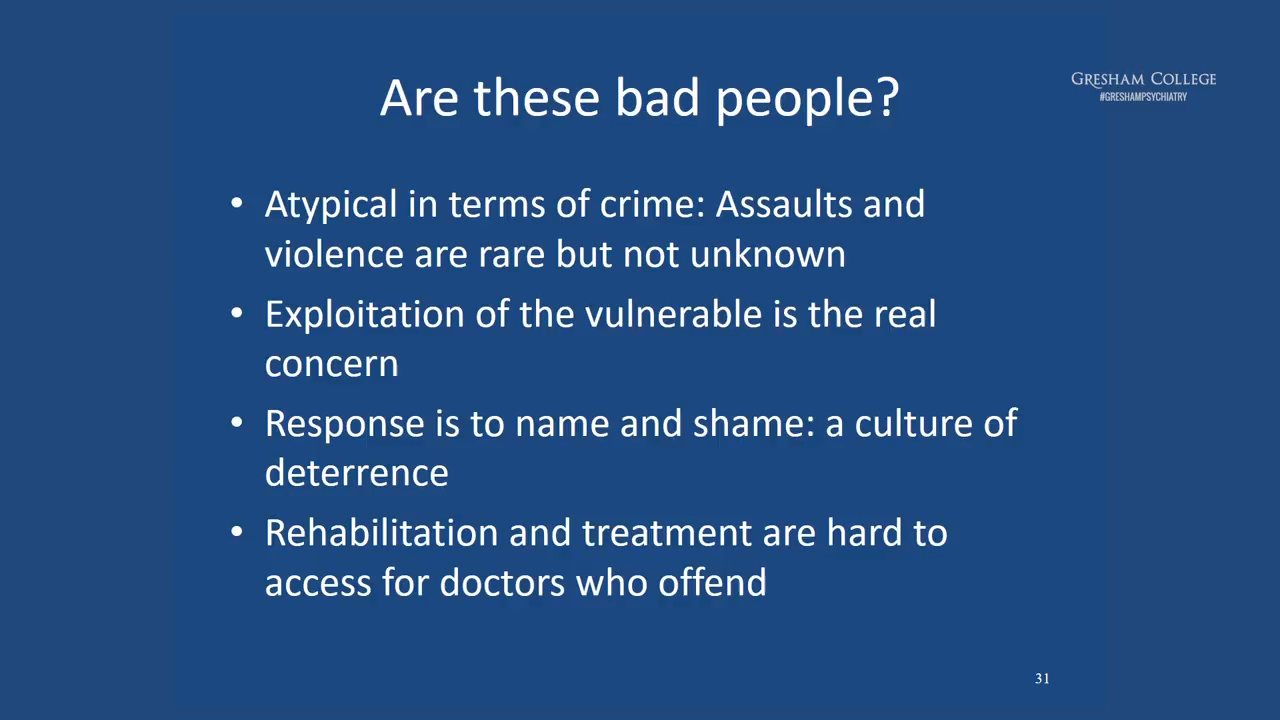 Are these bad people?
GRESHAM COLLEGE
#GRESHAMPSYCHIATRY
• Atypical in terms of crime: Assaults and
violence are rare but not unknown
• Exploitation of the vulnerable is the real
concern
• Response is to name and shame: a culture of
deterrence
• Rehabilitation and treatment are hard to
access for doctors who offend
31